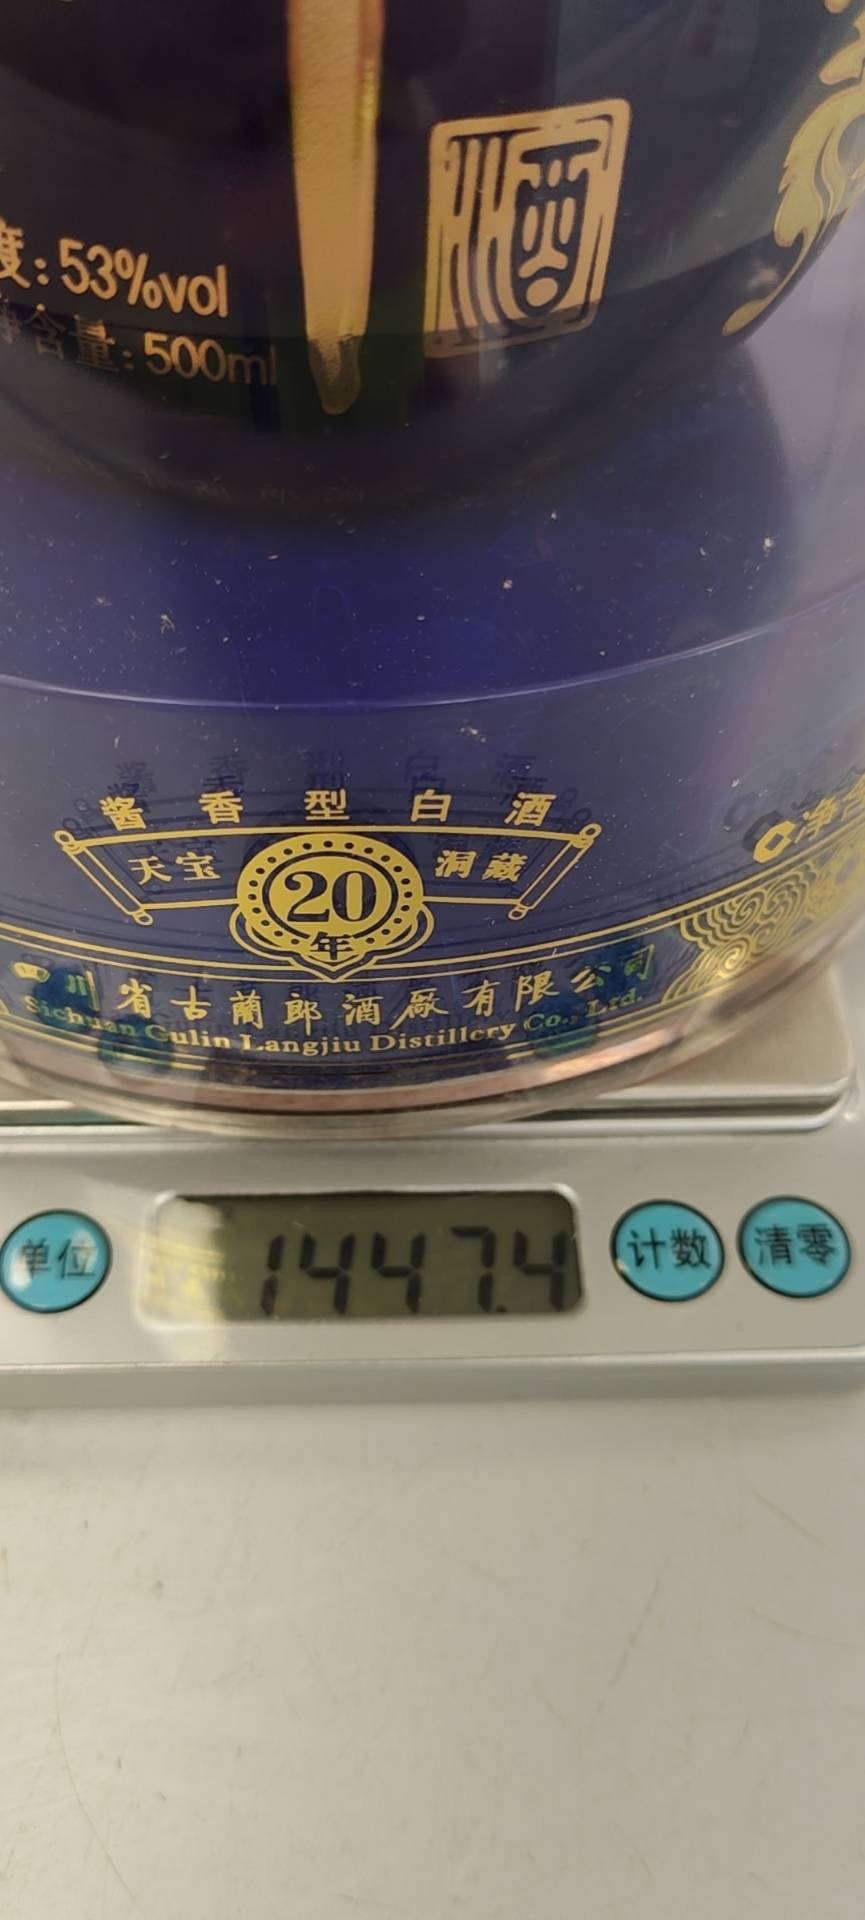 酒
度:53%vol
净含量:500ml
酱香型白酒
天宝 洞藏
20
年
净含
四川省古蔺郎酒厰有限公司
Sichuan Gulin Langjiu Distillery Co., Ltd.
单位
1447.4
计数
清零